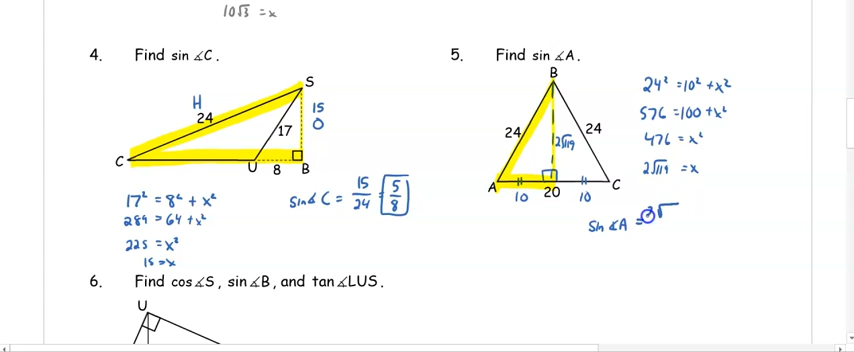 10√3 = x
4. Find sin ∡C.
S
H
24
15
O
17
C
U
8
B
17² = 8² + x²
289 = 64 + x²
225 = x²
15 = x
sin∡ C = 15/24 = 5/8
5. Find sin ∡A.
B
24
24
2√119
A
C
10
20
10
24² = 10² + x²
576 = 100 + x²
476 = x²
2√119 = x
sin ∡A = 2√
6. Find cos∡S, sin∡B, and tan∡LUS.
U